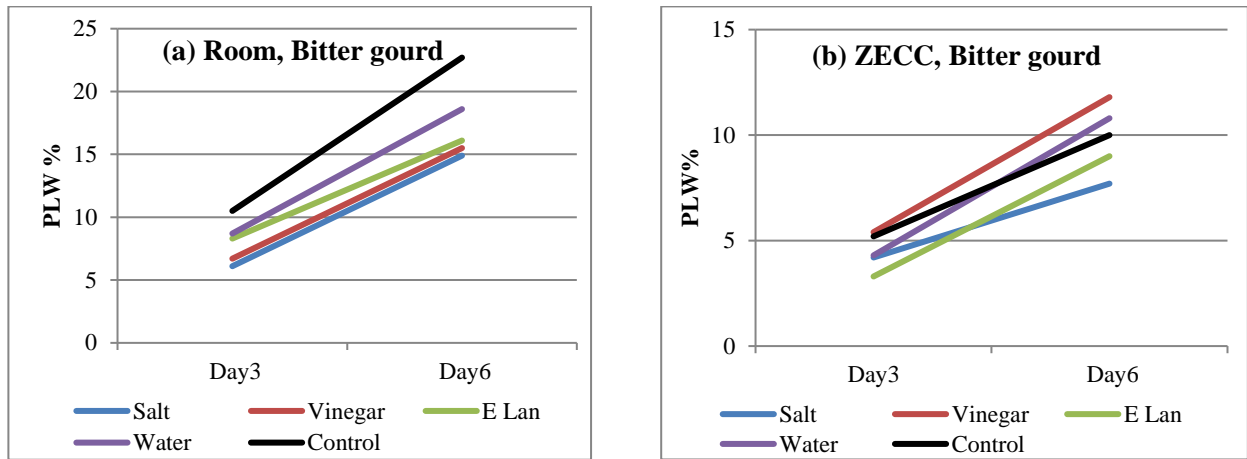 (a) Room, Bitter gourd
PLW %
25
20
15
10
5
0
Day3 Day6
Salt Vinegar E Lan
Water Control
(b) ZECC, Bitter gourd
PLW%
15
10
5
0
Day3 Day6
Salt Vinegar E Lan
Water Control